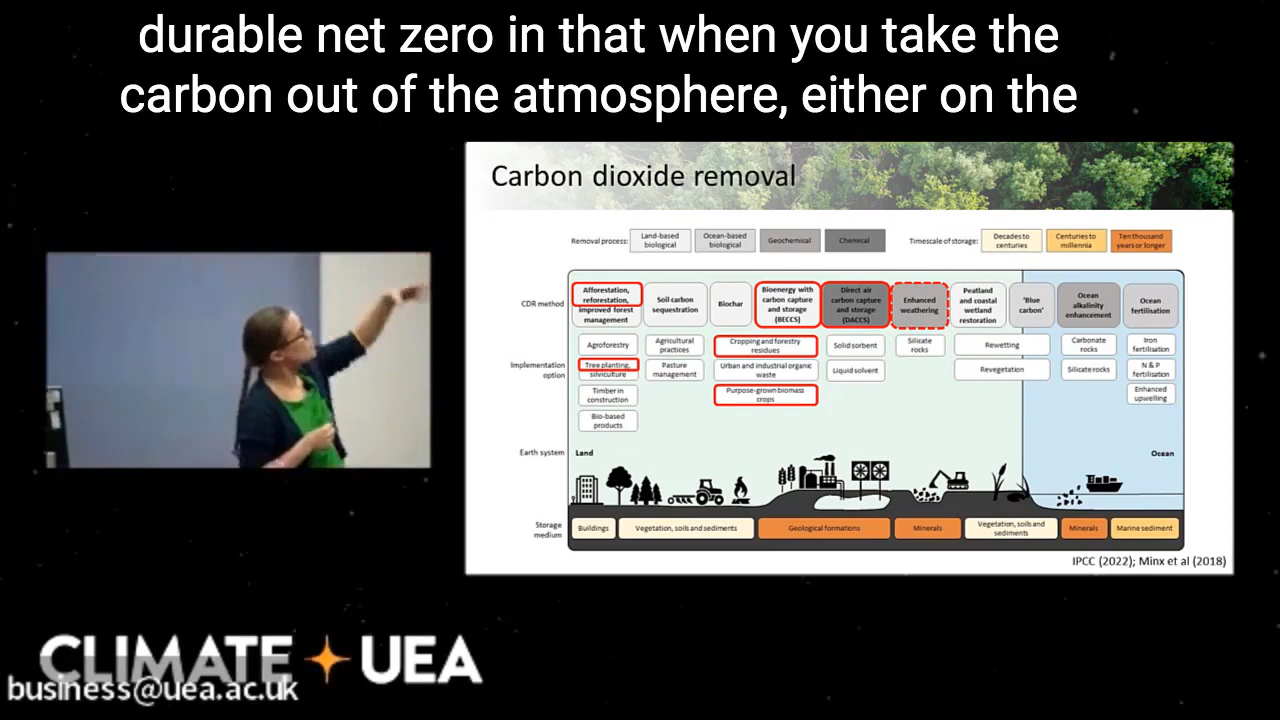 durable net zero in that when you take the
carbon out of the atmosphere, either on the
Carbon dioxide removal
Removal process:
Land-based
biological
Ocean-based
biological
Geochemical
Chemical
Timescale of storage:
Decades to
centuries
Centuries to
millennia
Ten thousand
years or longer
CDR method
Afforestation,
reforestation,
improved forest
management
Soil carbon
sequestration
Biochar
Bioenergy with
carbon capture
and storage
(BECCS)
Direct air
carbon capture
and storage
(DACCS)
Enhanced
weathering
Peatland
and coastal
wetland
restoration
'Blue
carbon'
Ocean
alkalinity
enhancement
Ocean
fertilisation
Implementation
option
Agroforestry
Tree planting,
silviculture
Timber in
construction
Bio-based
products
Agricultural
practices
Pasture
management
Cropping and forestry
residues
Urban and industrial organic
waste
Purpose-grown biomass
crops
Solid sorbent
Liquid solvent
Silicate
rocks
Rewetting
Revegetation
Carbonate
rocks
Silicate rocks
Iron
fertilisation
N & P
fertilisation
Enhanced
upwelling
Earth system
Land
Ocean
Storage
medium
Buildings
Vegetation, soils and sediments
Geological formations
Minerals
Vegetation, soils and
sediments
Minerals
Marine sediment
IPCC (2022); Minx et al (2018)
CLIMATE UEA
business@uea.ac.uk